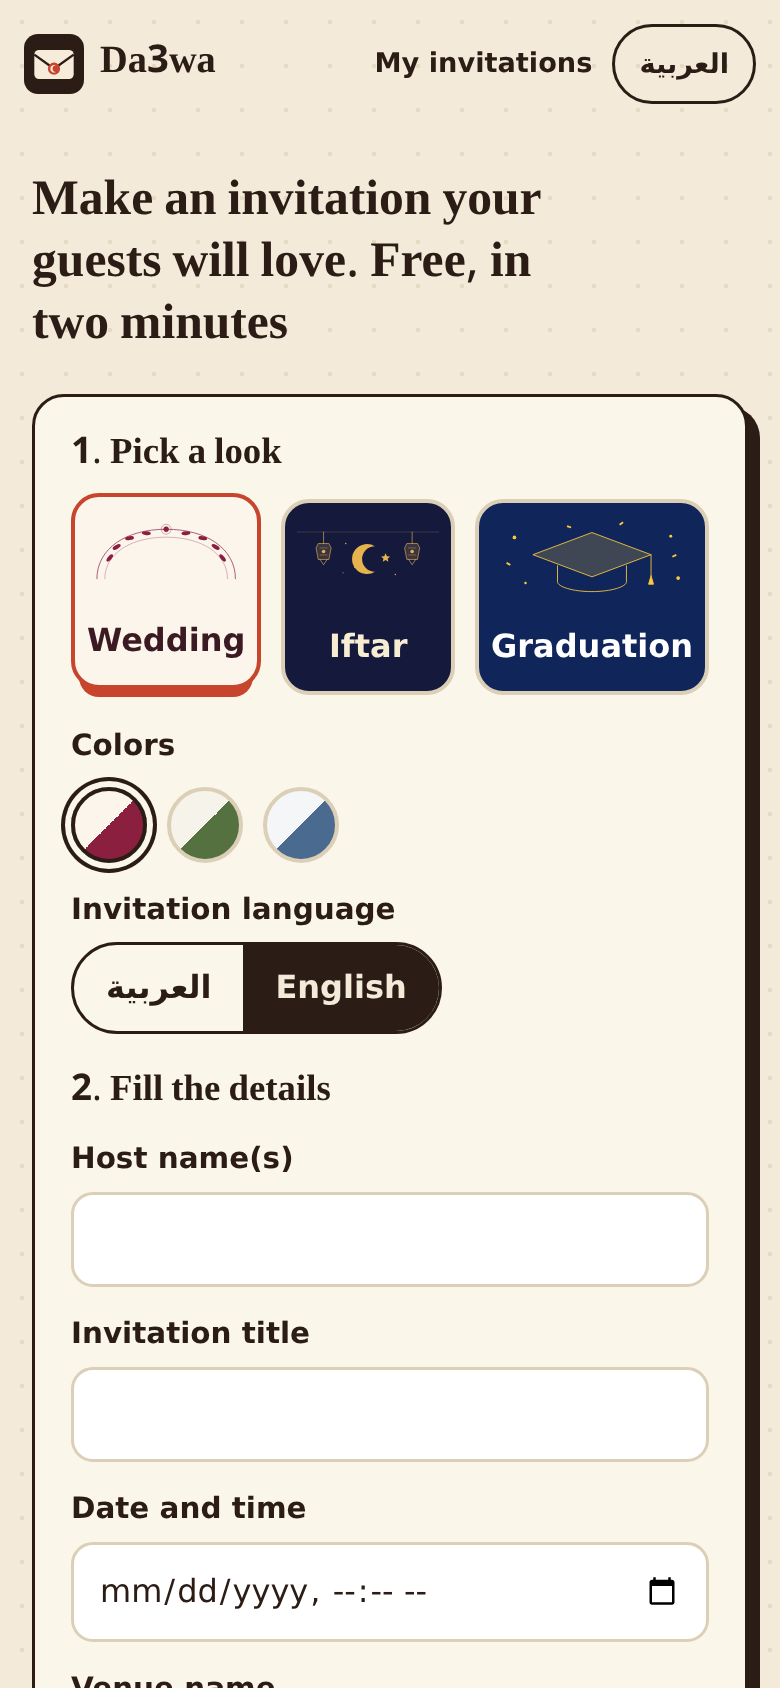 Da3wa
My invitations
العربية
Make an invitation your
guests will love. Free, in
two minutes
1. Pick a look
Wedding
Iftar
Graduation
Colors
Invitation language
العربية
English
2. Fill the details
Host name(s)
Invitation title
Date and time
mm/dd/yyyy, --:-- --
Venue name